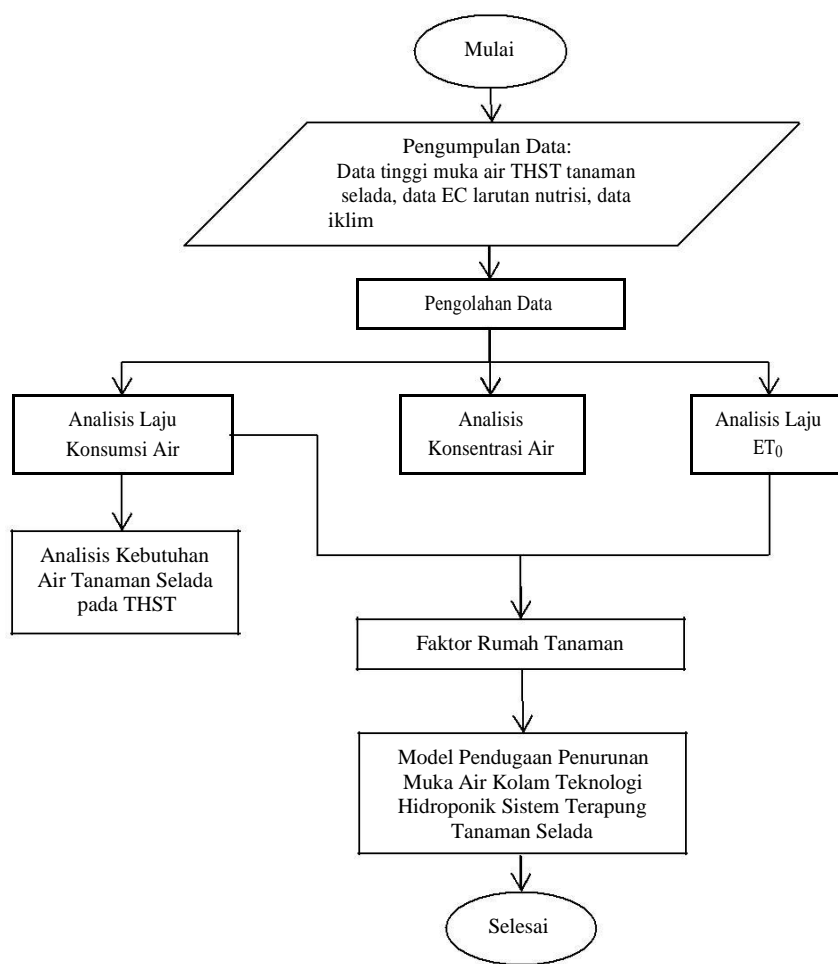 Mulai
Pengumpulan Data:
Data tinggi muka air THST tanaman
selada, data EC larutan nutrisi, data
iklim
Pengolahan Data
Analisis Laju
Konsumsi Air
Analisis
Konsentrasi Air
Analisis Laju
ET₀
Analisis Kebutuhan
Air Tanaman Selada
pada THST
Faktor Rumah Tanaman
Model Pendugaan Penurunan
Muka Air Kolam Teknologi
Hidroponik Sistem Terapung
Tanaman Selada
Selesai